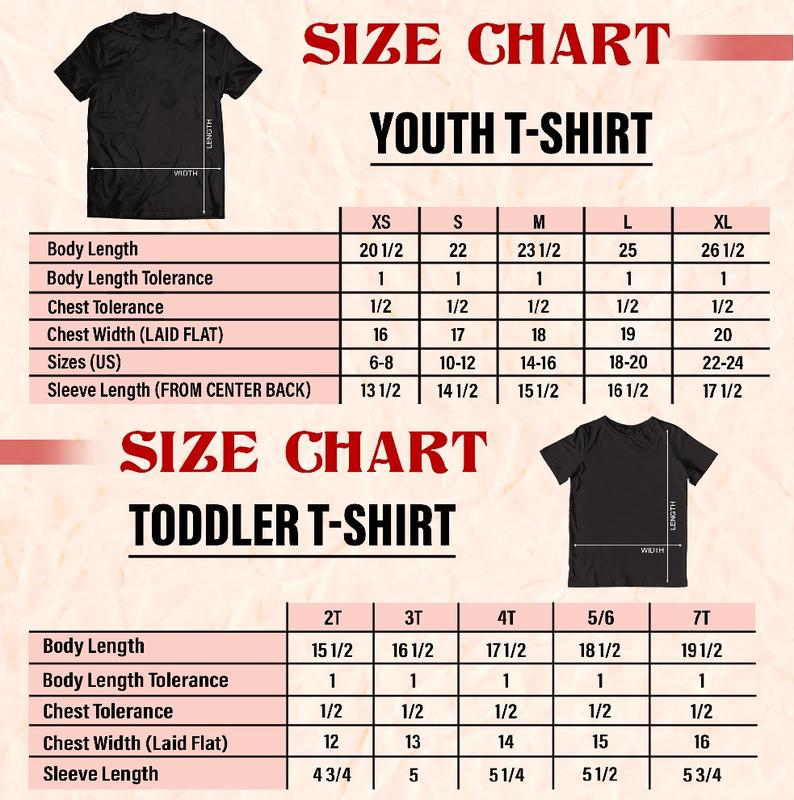 SIZE CHART
YOUTH T-SHIRT
LENGTH
WIDTH
XS S M L XL
Body Length 20 1/2 22 23 1/2 25 26 1/2
Body Length Tolerance 1 1 1 1 1
Chest Tolerance 1/2 1/2 1/2 1/2 1/2
Chest Width (LAID FLAT) 16 17 18 19 20
Sizes (US) 6-8 10-12 14-16 18-20 22-24
Sleeve Length (FROM CENTER BACK) 13 1/2 14 1/2 15 1/2 16 1/2 17 1/2
SIZE CHART
TODDLER T-SHIRT
LENGTH
WIDTH
2T 3T 4T 5/6 7T
Body Length 15 1/2 16 1/2 17 1/2 18 1/2 19 1/2
Body Length Tolerance 1 1 1 1 1
Chest Tolerance 1/2 1/2 1/2 1/2 1/2
Chest Width (Laid Flat) 12 13 14 15 16
Sleeve Length 4 3/4 5 5 1/4 5 1/2 5 3/4